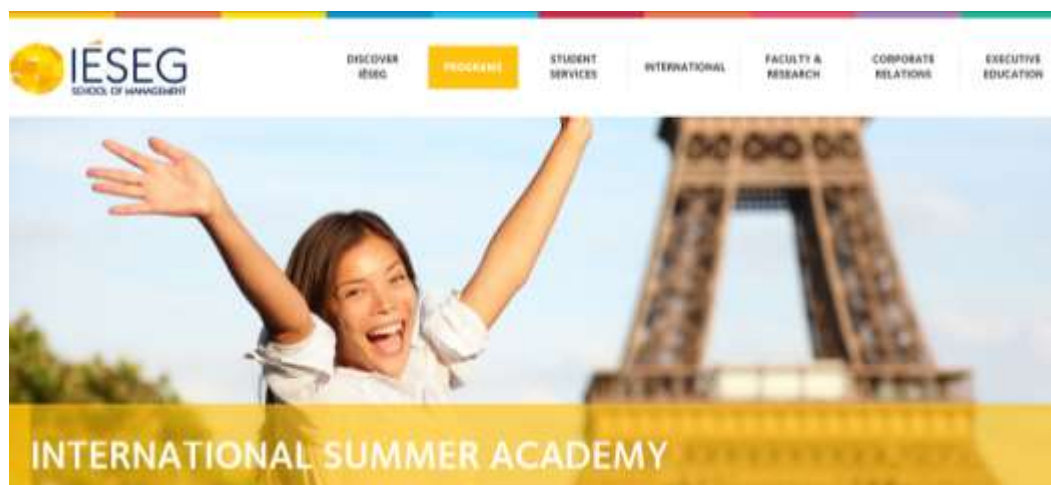 IÉSEG
SCHOOL OF MANAGEMENT
DISCOVER
IÉSEG
PROGRAMS
STUDENT
SERVICES
INTERNATIONAL
FACULTY &
RESEARCH
CORPORATE
RELATIONS
EXECUTIVE
EDUCATION
INTERNATIONAL SUMMER ACADEMY